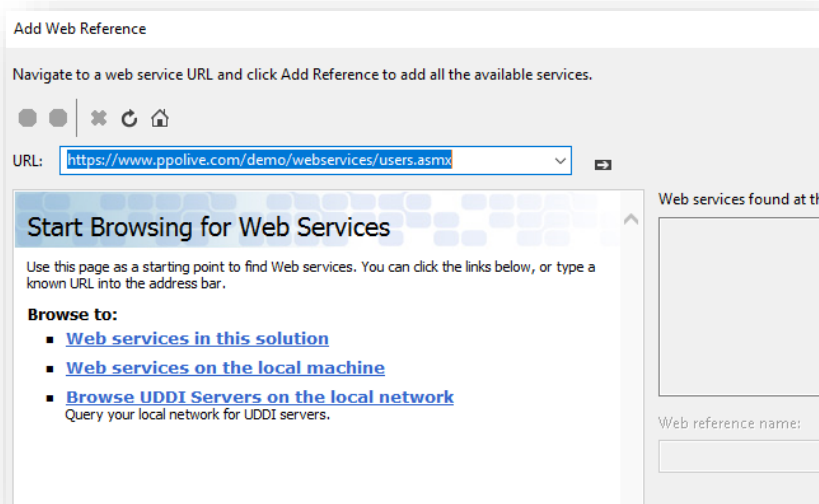 Add Web Reference
Navigate to a web service URL and click Add Reference to add all the available services.
URL: https://www.ppolive.com/demo/webservices/users.asmx
Web services found at th
Start Browsing for Web Services
Use this page as a starting point to find Web services. You can click the links below, or type a
known URL into the address bar.
Browse to:
Web services in this solution
Web services on the local machine
Browse UDDI Servers on the local network
Query your local network for UDDI servers.
Web reference name: